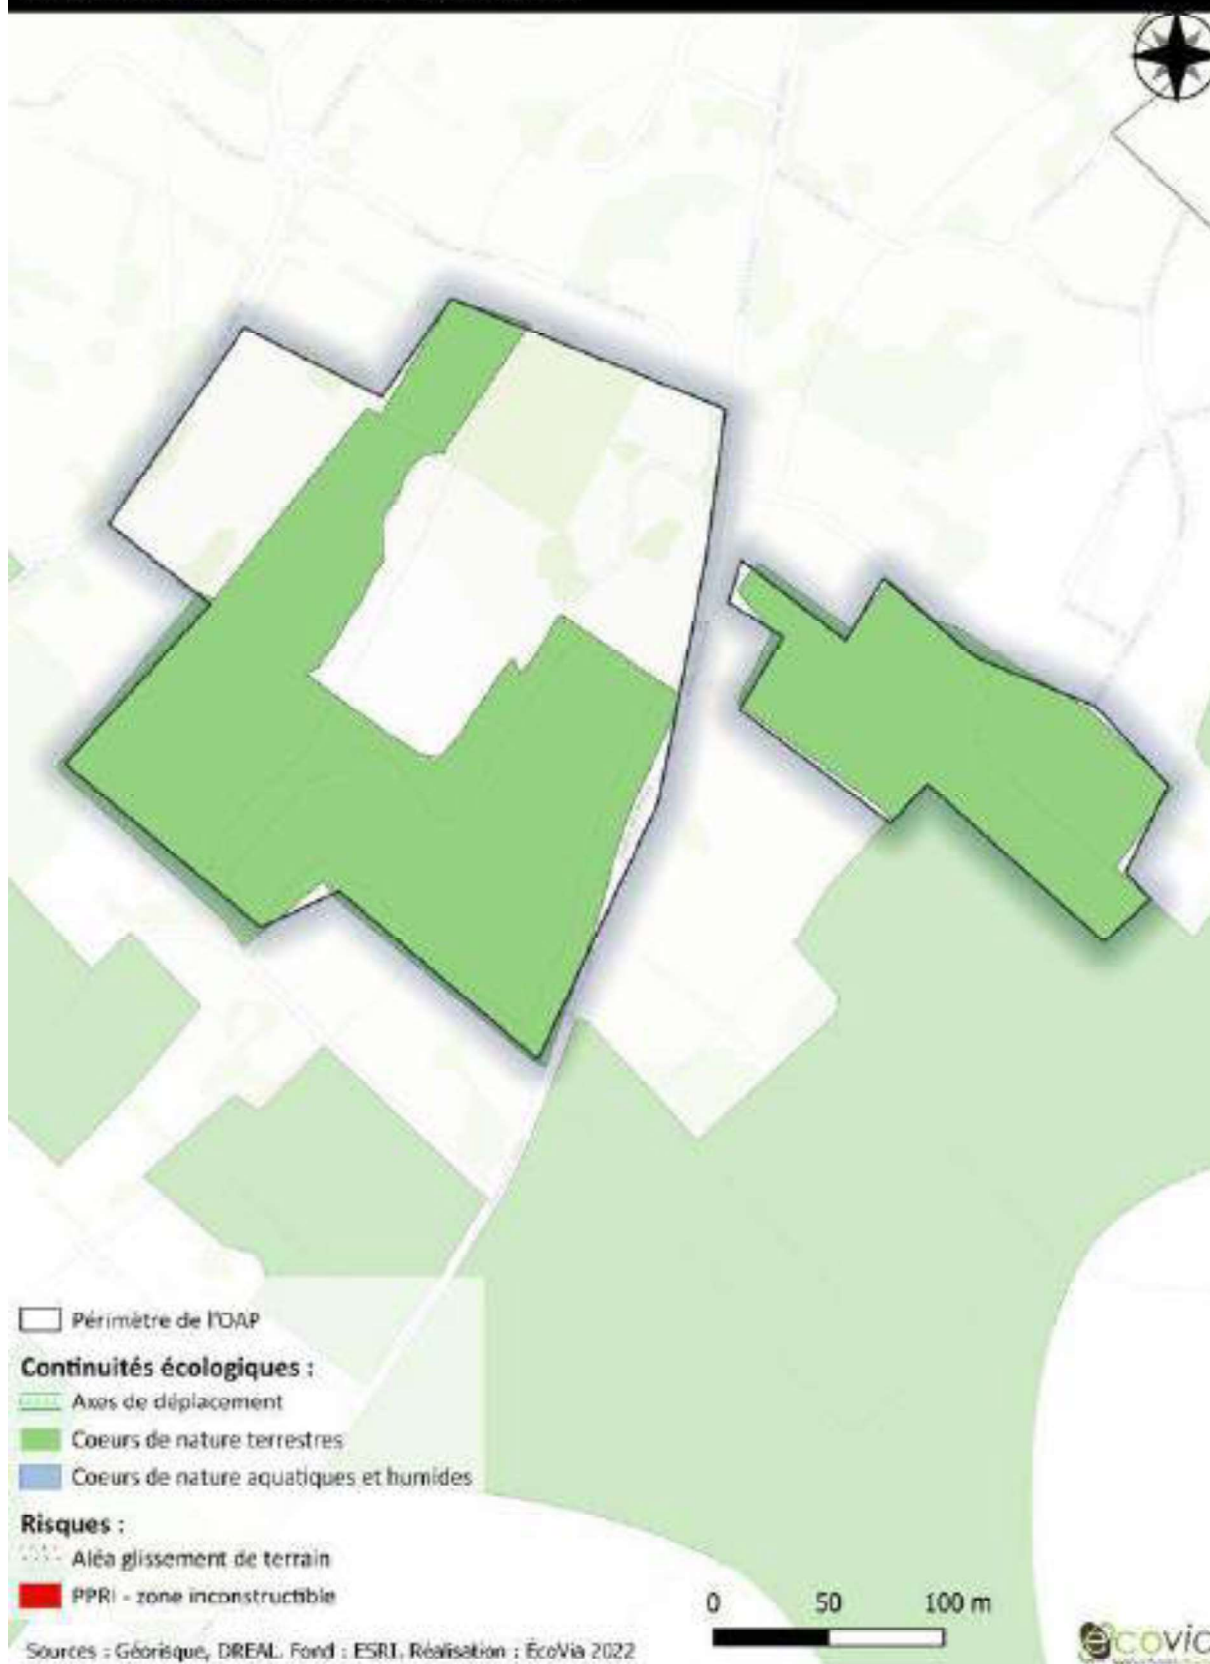 Périmètre de l'OAP
Continuités écologiques :
Axes de déplacement
Coeurs de nature terrestres
Coeurs de nature aquatiques et humides
Risques :
Aléa glissement de terrain
PPRI - zone inconstructible
0 50 100 m
Sources : Géorisque, DREAL. Fond : ESRI. Réalisation : ÉcoVia 2022